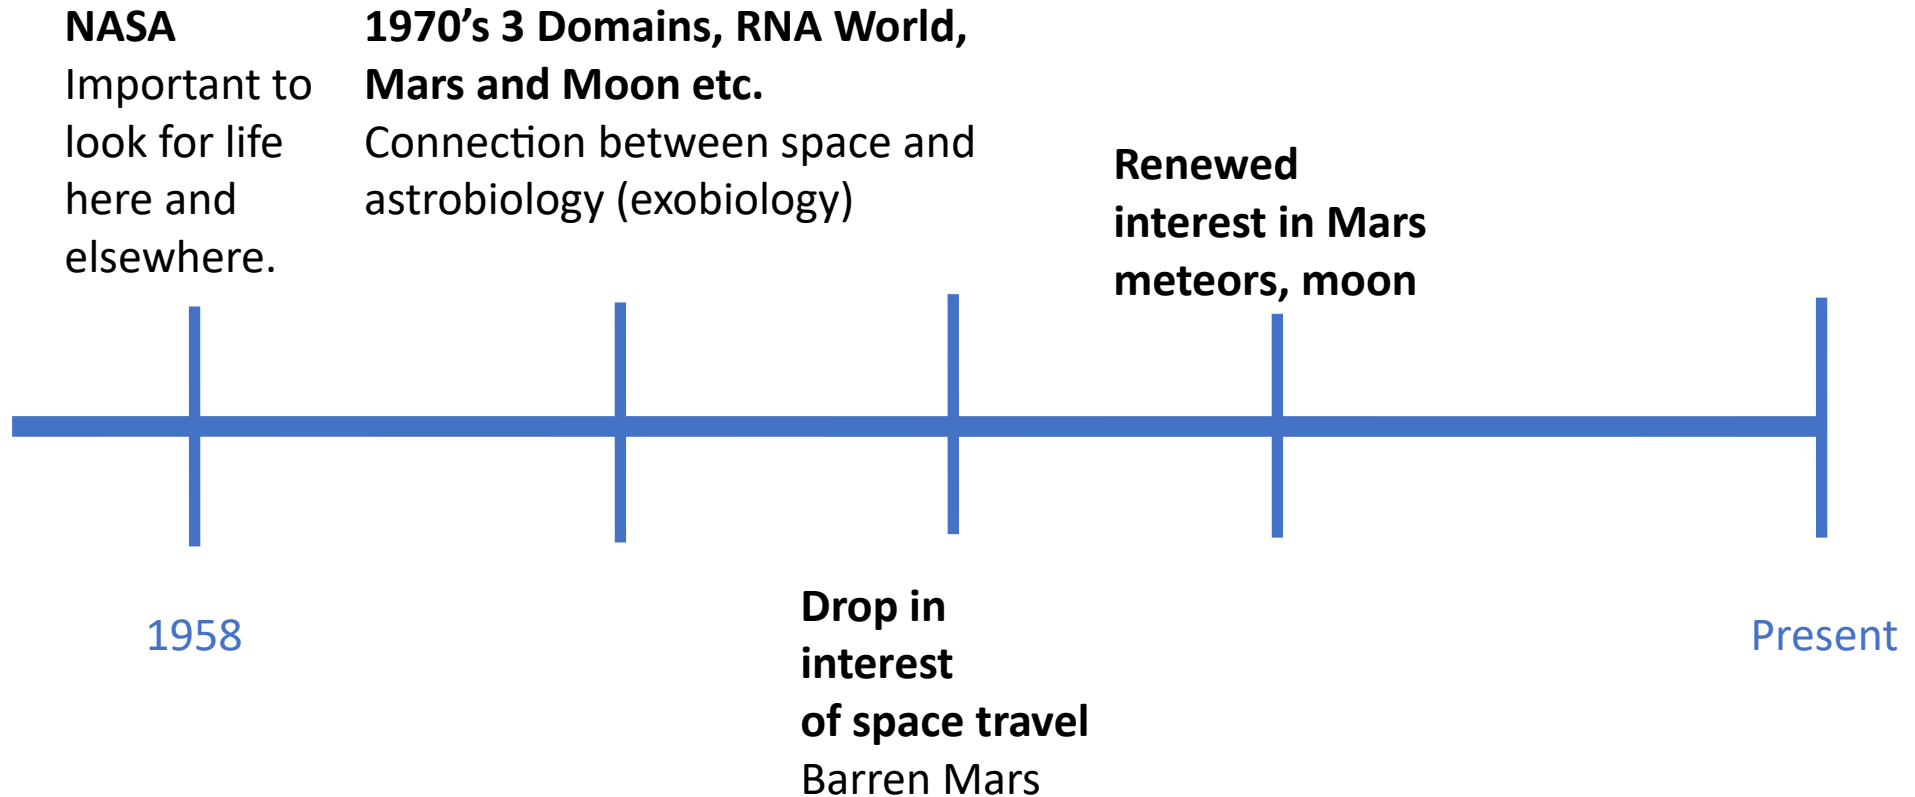 NASA
Important to
look for life
here and
elsewhere.
1970’s 3 Domains, RNA World,
Mars and Moon etc.
Connection between space and
astrobiology (exobiology)
Renewed
interest in Mars
meteors, moon
1958
Drop in
interest
of space travel
Barren Mars
Present